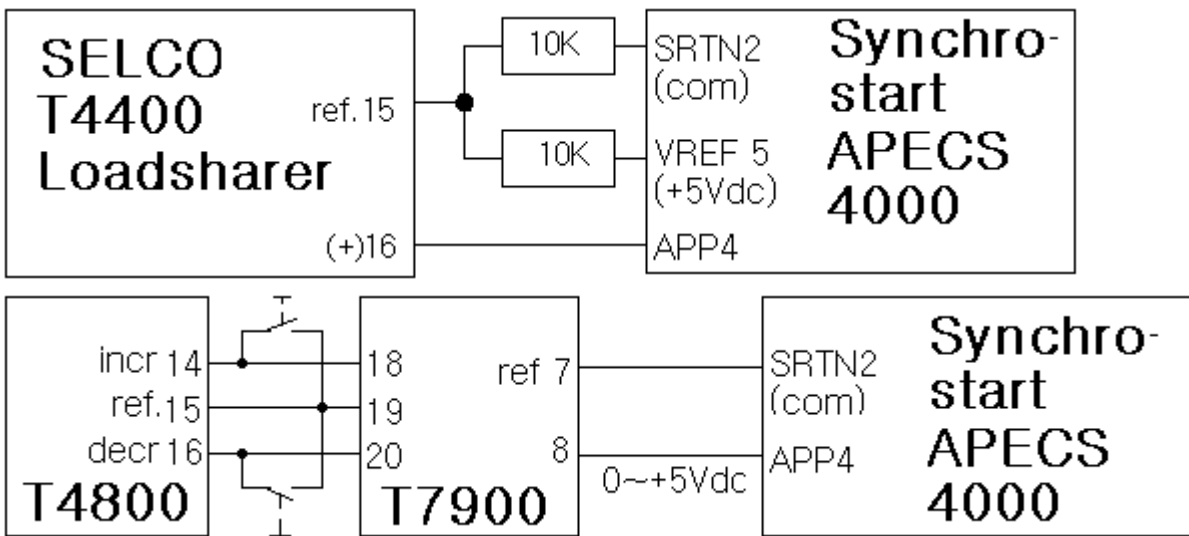 SELCO
T4400
Loadsharer
ref.15
(+)16
10K
10K
SRTN2
(com)
VREF 5
(+5Vdc)
APP4
Synchro-
start
APECS
4000
incr 14
ref.15
decr 16
T4800
18
19
20
T7900
ref 7
8
0~+5Vdc
SRTN2
(com)
APP4
Synchro-
start
APECS
4000